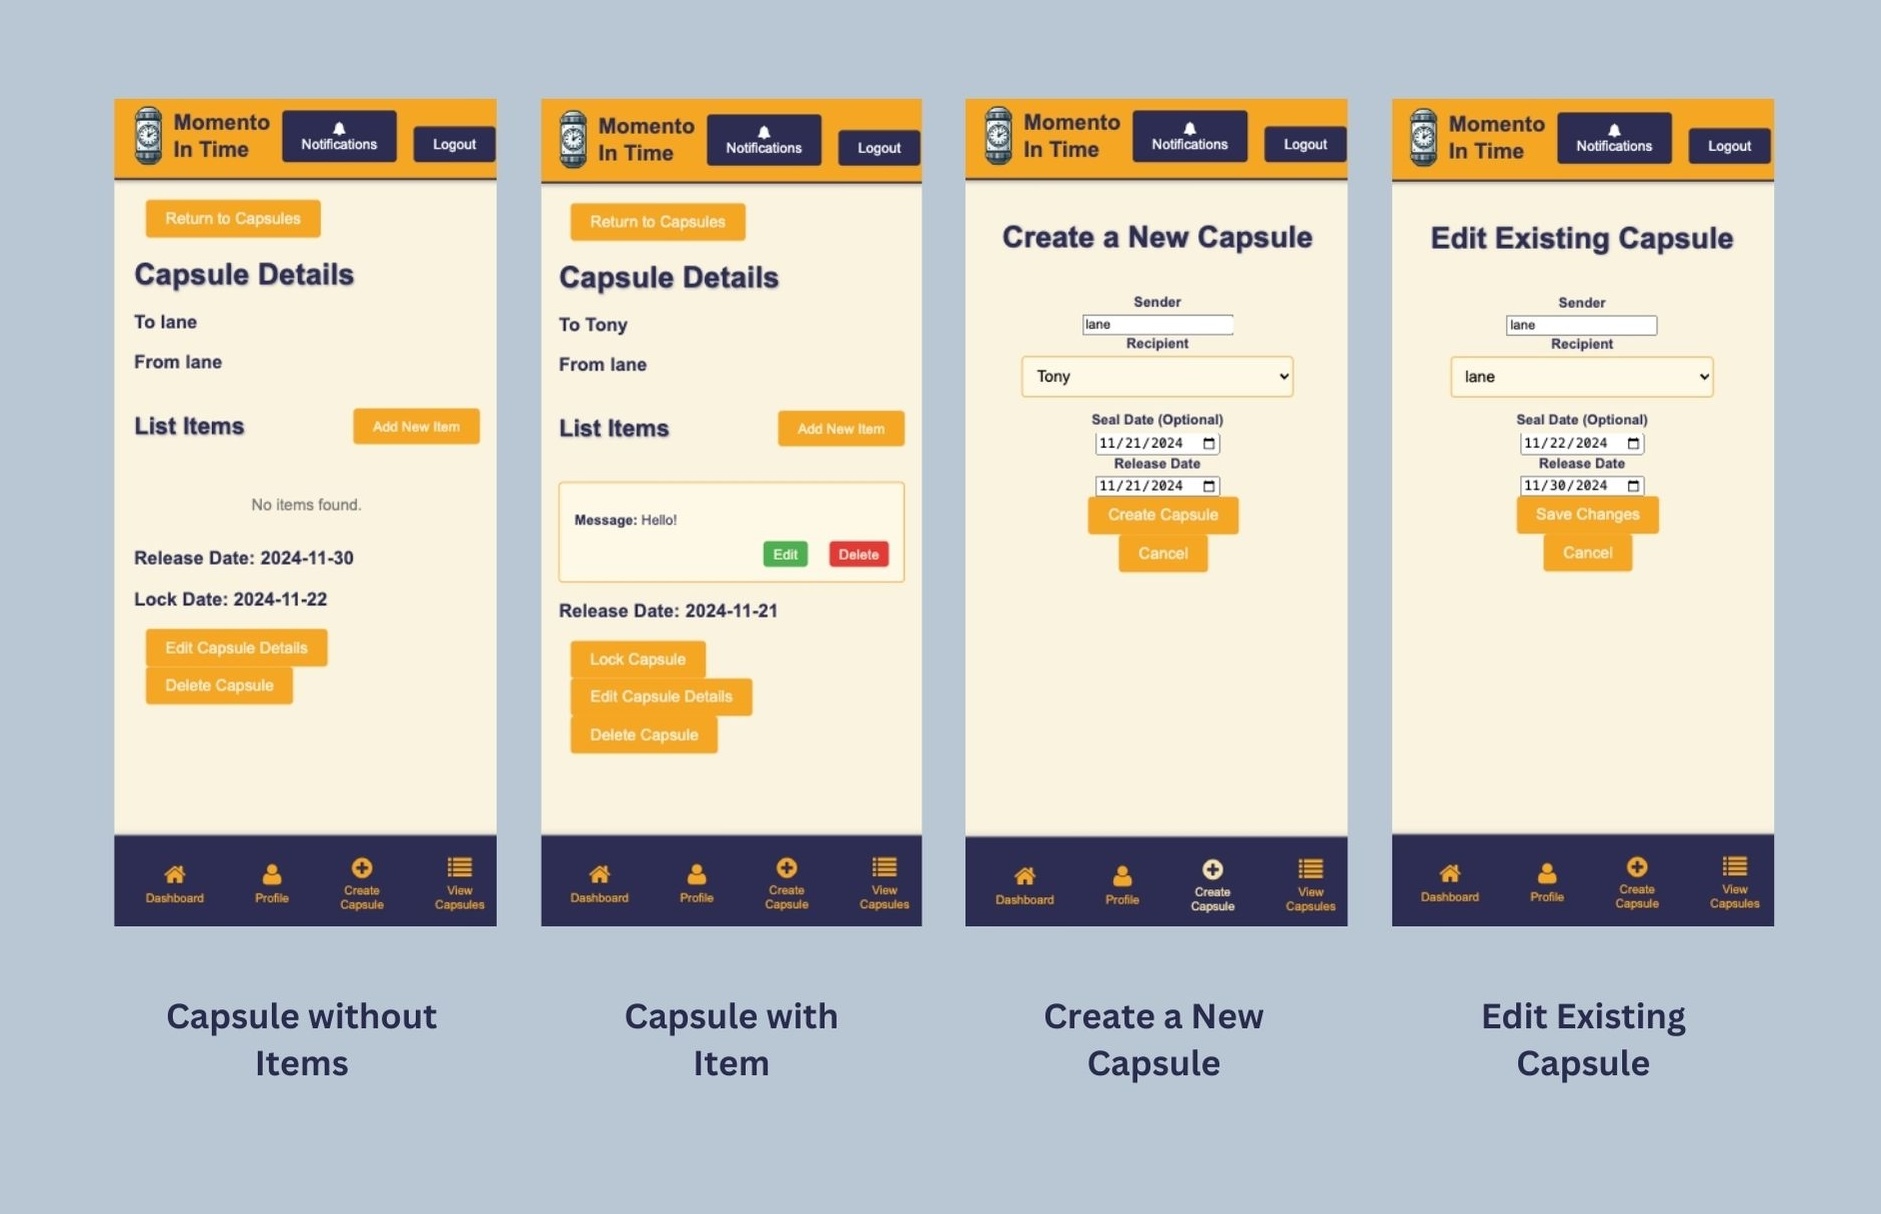 Momento
In Time
Notifications
Logout
Return to Capsules
Capsule Details
To lane
From lane
List Items
Add New Item
No items found.
Release Date: 2024-11-30
Lock Date: 2024-11-22
Edit Capsule Details
Delete Capsule
Dashboard
Profile
Create
Capsule
View
Capsules
Capsule without
Items
Momento
In Time
Notifications
Logout
Return to Capsules
Capsule Details
To Tony
From lane
List Items
Add New Item
Message: Hello!
Edit
Delete
Release Date: 2024-11-21
Lock Capsule
Edit Capsule Details
Delete Capsule
Dashboard
Profile
Create
Capsule
View
Capsules
Capsule with
Item
Momento
In Time
Notifications
Logout
Create a New Capsule
Sender
lane
Recipient
Tony
Seal Date (Optional)
11/21/2024
Release Date
11/21/2024
Create Capsule
Cancel
Dashboard
Profile
Create
Capsule
View
Capsules
Create a New
Capsule
Momento
In Time
Notifications
Logout
Edit Existing Capsule
Sender
lane
Recipient
lane
Seal Date (Optional)
11/22/2024
Release Date
11/30/2024
Save Changes
Cancel
Dashboard
Profile
Create
Capsule
View
Capsules
Edit Existing
Capsule